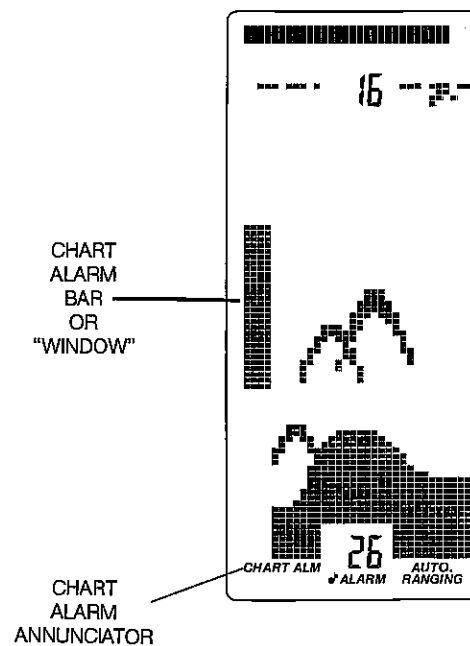 16
CHART
ALARM
BAR
OR
"WINDOW"
26
CHART ALM
♪ALARM
AUTO.
RANGING
CHART
ALARM
ANNUNCIATOR